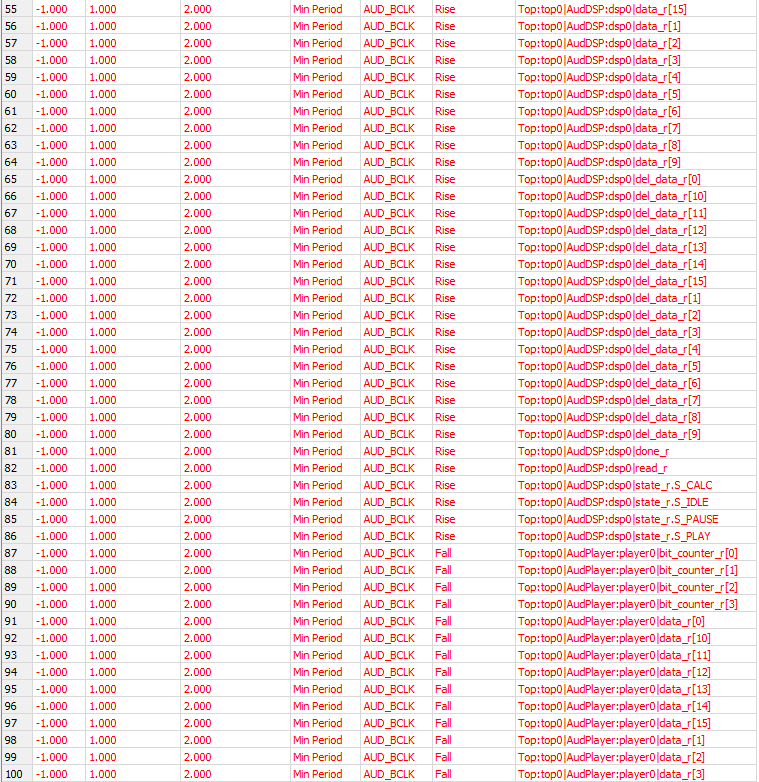 55 -1.000 1.000 2.000 Min Period AUD_BCLK Rise Top:top0|AudDSP:dsp0|data_r[15]
56 -1.000 1.000 2.000 Min Period AUD_BCLK Rise Top:top0|AudDSP:dsp0|data_r[1]
57 -1.000 1.000 2.000 Min Period AUD_BCLK Rise Top:top0|AudDSP:dsp0|data_r[2]
58 -1.000 1.000 2.000 Min Period AUD_BCLK Rise Top:top0|AudDSP:dsp0|data_r[3]
59 -1.000 1.000 2.000 Min Period AUD_BCLK Rise Top:top0|AudDSP:dsp0|data_r[4]
60 -1.000 1.000 2.000 Min Period AUD_BCLK Rise Top:top0|AudDSP:dsp0|data_r[5]
61 -1.000 1.000 2.000 Min Period AUD_BCLK Rise Top:top0|AudDSP:dsp0|data_r[6]
62 -1.000 1.000 2.000 Min Period AUD_BCLK Rise Top:top0|AudDSP:dsp0|data_r[7]
63 -1.000 1.000 2.000 Min Period AUD_BCLK Rise Top:top0|AudDSP:dsp0|data_r[8]
64 -1.000 1.000 2.000 Min Period AUD_BCLK Rise Top:top0|AudDSP:dsp0|data_r[9]
65 -1.000 1.000 2.000 Min Period AUD_BCLK Rise Top:top0|AudDSP:dsp0|del_data_r[0]
66 -1.000 1.000 2.000 Min Period AUD_BCLK Rise Top:top0|AudDSP:dsp0|del_data_r[10]
67 -1.000 1.000 2.000 Min Period AUD_BCLK Rise Top:top0|AudDSP:dsp0|del_data_r[11]
68 -1.000 1.000 2.000 Min Period AUD_BCLK Rise Top:top0|AudDSP:dsp0|del_data_r[12]
69 -1.000 1.000 2.000 Min Period AUD_BCLK Rise Top:top0|AudDSP:dsp0|del_data_r[13]
70 -1.000 1.000 2.000 Min Period AUD_BCLK Rise Top:top0|AudDSP:dsp0|del_data_r[14]
71 -1.000 1.000 2.000 Min Period AUD_BCLK Rise Top:top0|AudDSP:dsp0|del_data_r[15]
72 -1.000 1.000 2.000 Min Period AUD_BCLK Rise Top:top0|AudDSP:dsp0|del_data_r[1]
73 -1.000 1.000 2.000 Min Period AUD_BCLK Rise Top:top0|AudDSP:dsp0|del_data_r[2]
74 -1.000 1.000 2.000 Min Period AUD_BCLK Rise Top:top0|AudDSP:dsp0|del_data_r[3]
75 -1.000 1.000 2.000 Min Period AUD_BCLK Rise Top:top0|AudDSP:dsp0|del_data_r[4]
76 -1.000 1.000 2.000 Min Period AUD_BCLK Rise Top:top0|AudDSP:dsp0|del_data_r[5]
77 -1.000 1.000 2.000 Min Period AUD_BCLK Rise Top:top0|AudDSP:dsp0|del_data_r[6]
78 -1.000 1.000 2.000 Min Period AUD_BCLK Rise Top:top0|AudDSP:dsp0|del_data_r[7]
79 -1.000 1.000 2.000 Min Period AUD_BCLK Rise Top:top0|AudDSP:dsp0|del_data_r[8]
80 -1.000 1.000 2.000 Min Period AUD_BCLK Rise Top:top0|AudDSP:dsp0|del_data_r[9]
81 -1.000 1.000 2.000 Min Period AUD_BCLK Rise Top:top0|AudDSP:dsp0|done_r
82 -1.000 1.000 2.000 Min Period AUD_BCLK Rise Top:top0|AudDSP:dsp0|read_r
83 -1.000 1.000 2.000 Min Period AUD_BCLK Rise Top:top0|AudDSP:dsp0|state_r.S_CALC
84 -1.000 1.000 2.000 Min Period AUD_BCLK Rise Top:top0|AudDSP:dsp0|state_r.S_IDLE
85 -1.000 1.000 2.000 Min Period AUD_BCLK Rise Top:top0|AudDSP:dsp0|state_r.S_PAUSE
86 -1.000 1.000 2.000 Min Period AUD_BCLK Rise Top:top0|AudDSP:dsp0|state_r.S_PLAY
87 -1.000 1.000 2.000 Min Period AUD_BCLK Fall Top:top0|AudPlayer:player0|bit_counter_r[0]
88 -1.000 1.000 2.000 Min Period AUD_BCLK Fall Top:top0|AudPlayer:player0|bit_counter_r[1]
89 -1.000 1.000 2.000 Min Period AUD_BCLK Fall Top:top0|AudPlayer:player0|bit_counter_r[2]
90 -1.000 1.000 2.000 Min Period AUD_BCLK Fall Top:top0|AudPlayer:player0|bit_counter_r[3]
91 -1.000 1.000 2.000 Min Period AUD_BCLK Fall Top:top0|AudPlayer:player0|data_r[0]
92 -1.000 1.000 2.000 Min Period AUD_BCLK Fall Top:top0|AudPlayer:player0|data_r[10]
93 -1.000 1.000 2.000 Min Period AUD_BCLK Fall Top:top0|AudPlayer:player0|data_r[11]
94 -1.000 1.000 2.000 Min Period AUD_BCLK Fall Top:top0|AudPlayer:player0|data_r[12]
95 -1.000 1.000 2.000 Min Period AUD_BCLK Fall Top:top0|AudPlayer:player0|data_r[13]
96 -1.000 1.000 2.000 Min Period AUD_BCLK Fall Top:top0|AudPlayer:player0|data_r[14]
97 -1.000 1.000 2.000 Min Period AUD_BCLK Fall Top:top0|AudPlayer:player0|data_r[15]
98 -1.000 1.000 2.000 Min Period AUD_BCLK Fall Top:top0|AudPlayer:player0|data_r[1]
99 -1.000 1.000 2.000 Min Period AUD_BCLK Fall Top:top0|AudPlayer:player0|data_r[2]
100 -1.000 1.000 2.000 Min Period AUD_BCLK Fall Top:top0|AudPlayer:player0|data_r[3]